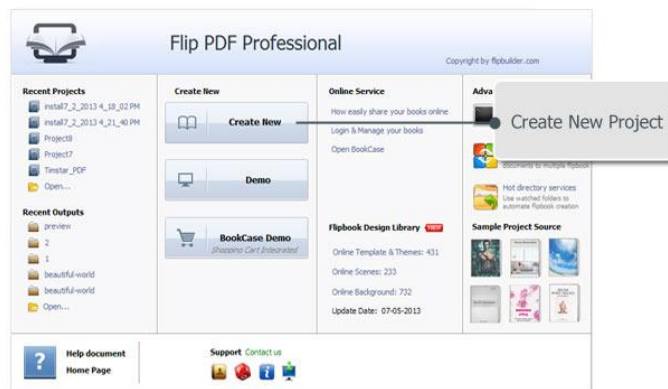 Flip PDF Professional
Copyright by flipbuilder.com
Recent Projects
install7_2_2013 4_18_02 PM
install7_2_2013 4_21_40 PM
Project8
Project7
Timstar_PDF
Open...
Recent Outputs
preview
2
1
beautiful-world
beautiful-world
Open...
Create New
Create New
Demo
BookCase Demo
Shopping Cart Integrated
Online Service
How easily share your books online
Login & Manage your books
Open BookCase
Flipbook Design Library
Online Template & Themes: 431
Online Scenes: 233
Online Background: 732
Update Date: 07-05-2013
Adva
Create New Project
documents to multiple flipbook
Hot directory services
Use watched folders to
automate flipbook creation
Sample Project Source
Help document
Home Page
Support Contact us